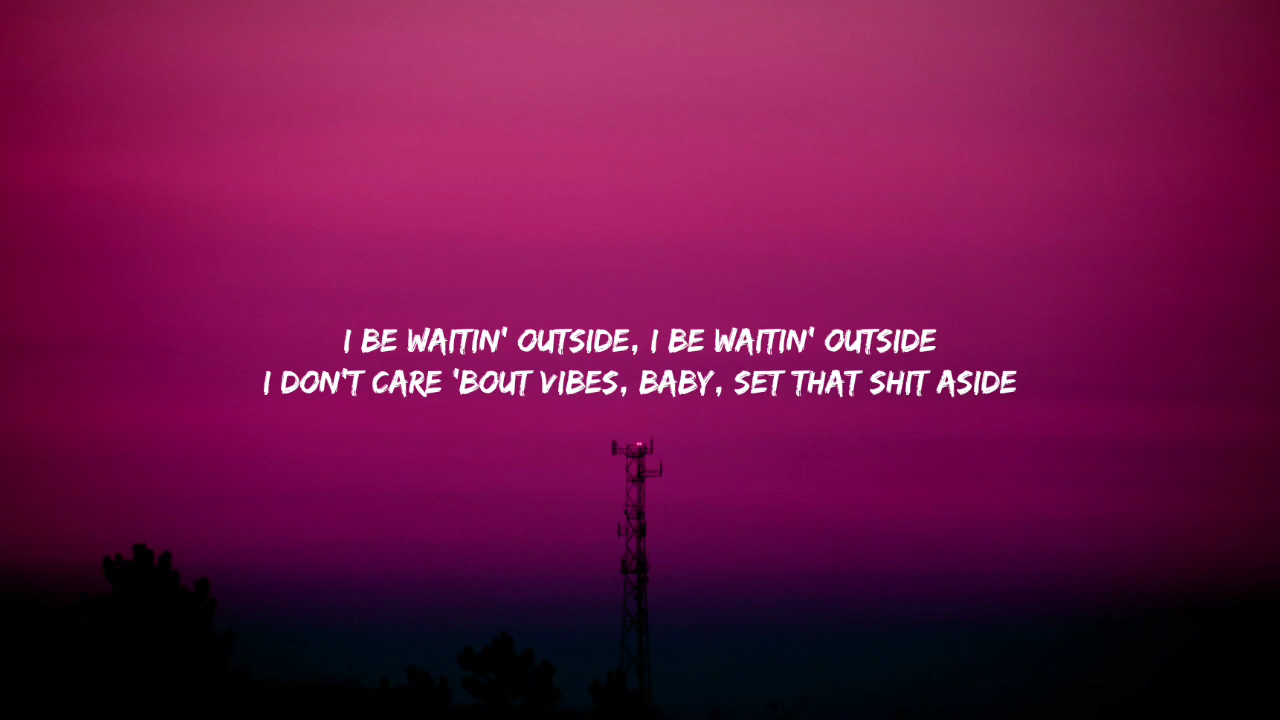 I BE WAITIN' OUTSIDE, I BE WAITIN' OUTSIDE
I DON'T CARE 'BOUT VIBES, BABY, SET THAT SHIT ASIDE